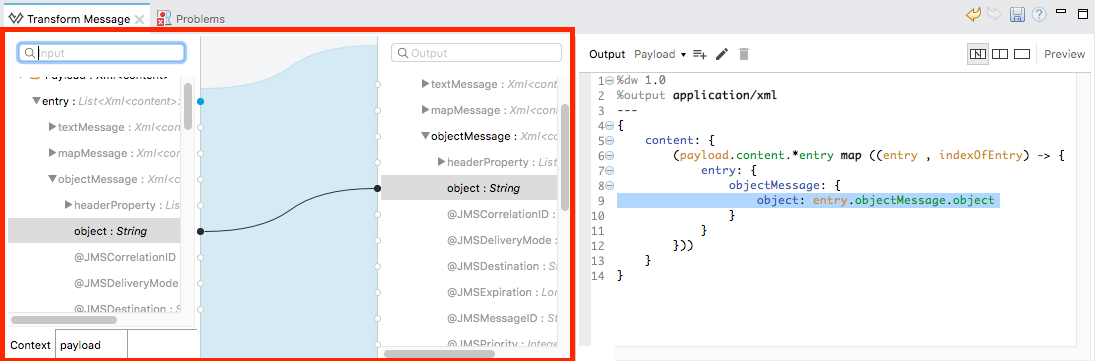 Transform Message
Problems
Input
Payload : Xml<content>
entry : List<Xml<content>
textMessage : Xml<c
mapMessage : Xml<c
objectMessage : Xml<c
headerProperty : Lis
object : String
@JMSCorrelationID
@JMSDeliveryMode
@JMSDestination : S
Context payload
Output
textMessage : Xml<cont
mapMessage : Xml<con
objectMessage : Xml<co
headerProperty : List
object : String
@JMSCorrelationID :
@JMSDeliveryMode :
@JMSDestination : St
@JMSExpiration : Lon
@JMSMessageID : St
@JMSPriority : Intege
Output Payload Preview
1 %dw 1.0
2 %output application/xml
3 ---
4 {
5 content: {
6 (payload.content.*entry map ((entry , indexOfEntry) -> {
7 entry: {
8 objectMessage: {
9 object: entry.objectMessage.object
10 }
11 }
12 }))
13 }
14 }